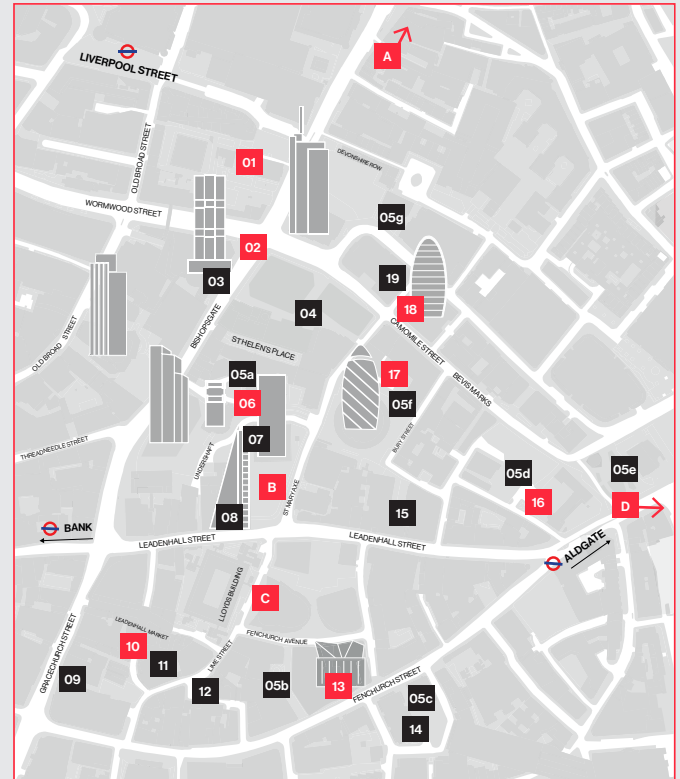 A
LIVERPOOL STREET
OLD BROAD STREET
01
DEVONSHIRE ROW
WORMWOOD STREET
05g
02
03
19
18
04
BISHOPSGATE
CAMOMILE STREET
OLD BROAD STREET
ST HELEN'S PLACE
05a
17
BEVIS MARKS
06
05f
07
BURY STREET
THREADNEEDLE STREET
UNDERSHAFT
05d
05e
B
ST MARY AXE
16
D
08
15
BANK
LEADENHALL STREET
LEADENHALL STREET
ALDGATE
LLOYDS BUILDING
C
LEADENHALL MARKET
FENCHURCH AVENUE
10
LIME STREET
GRACECHURCH STREET
11
09
12
05b
13
FENCHURCH STREET
05c
14